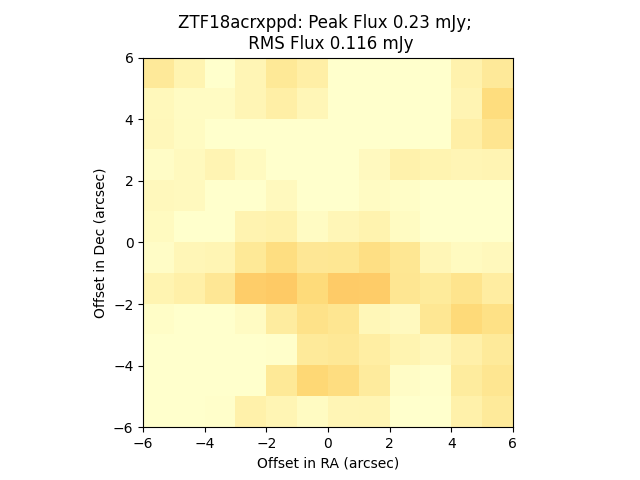 ZTF18acrxppd: Peak Flux 0.23 mJy;
RMS Flux 0.116 mJy
6
4
2
0
−2
−4
−6
Offset in Dec (arcsec)
−6 −4 −2 0 2 4 6
Offset in RA (arcsec)